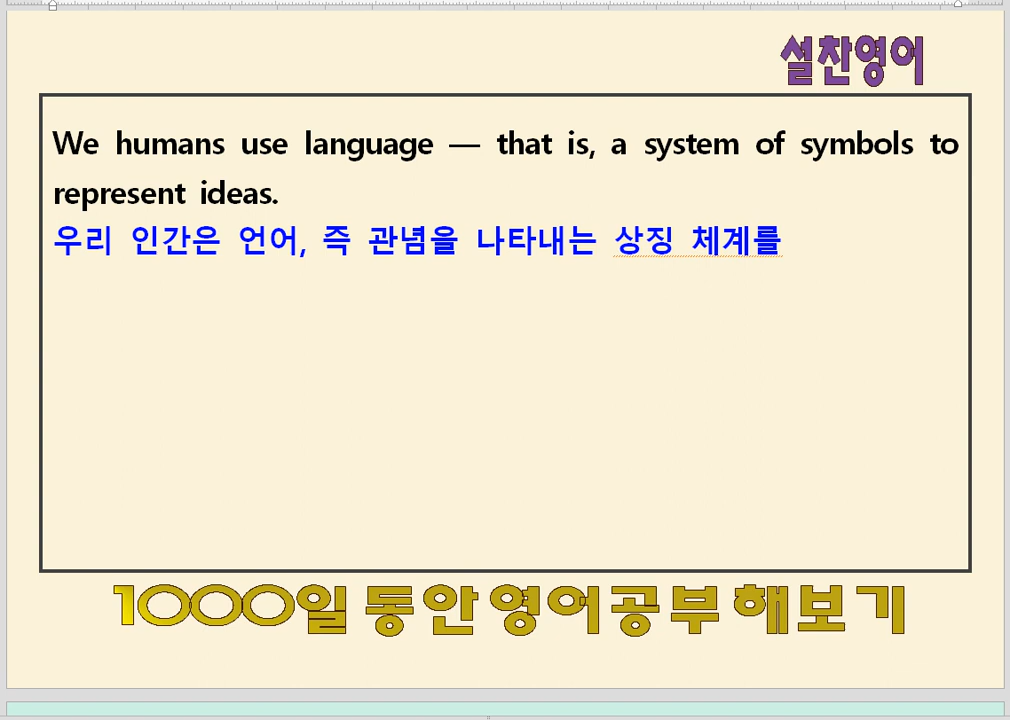 설찬영어
We humans use language — that is, a system of symbols to
represent ideas.
우리 인간은 언어, 즉 관념을 나타내는 상징 체계를
1000일 동안 영어공부 해보기